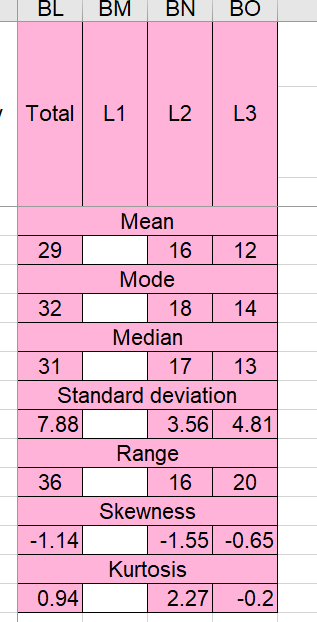 BL BM BN BO
Total L1 L2 L3
Mean
29 16 12
Mode
32 18 14
Median
31 17 13
Standard deviation
7.88 3.56 4.81
Range
36 16 20
Skewness
-1.14 -1.55 -0.65
Kurtosis
0.94 2.27 -0.2